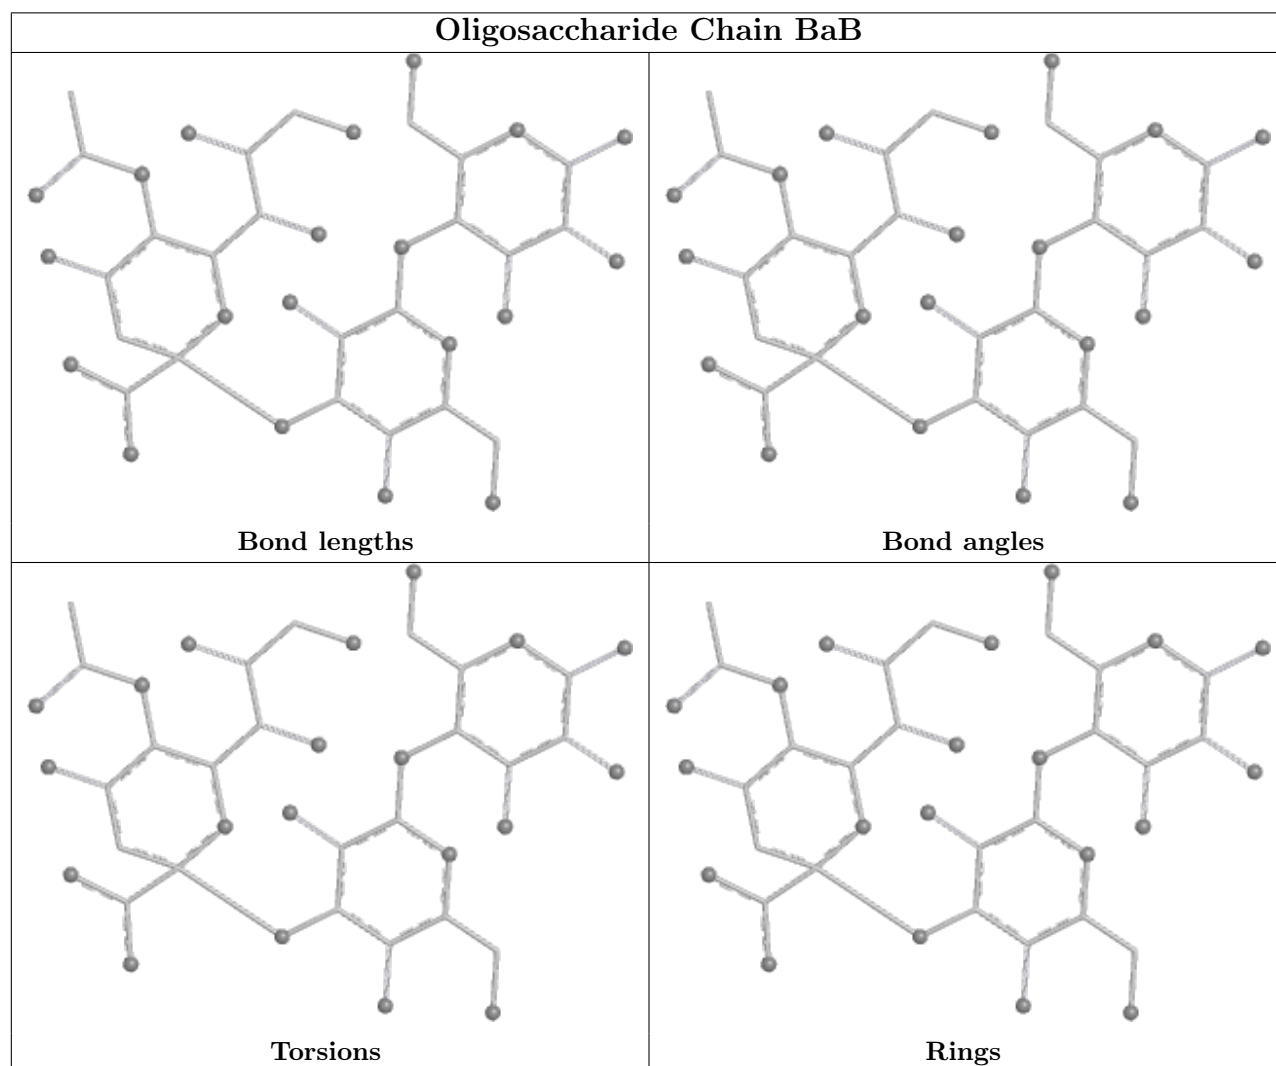 Oligosaccharide Chain BaB
Bond lengths
Bond angles
Torsions
Rings